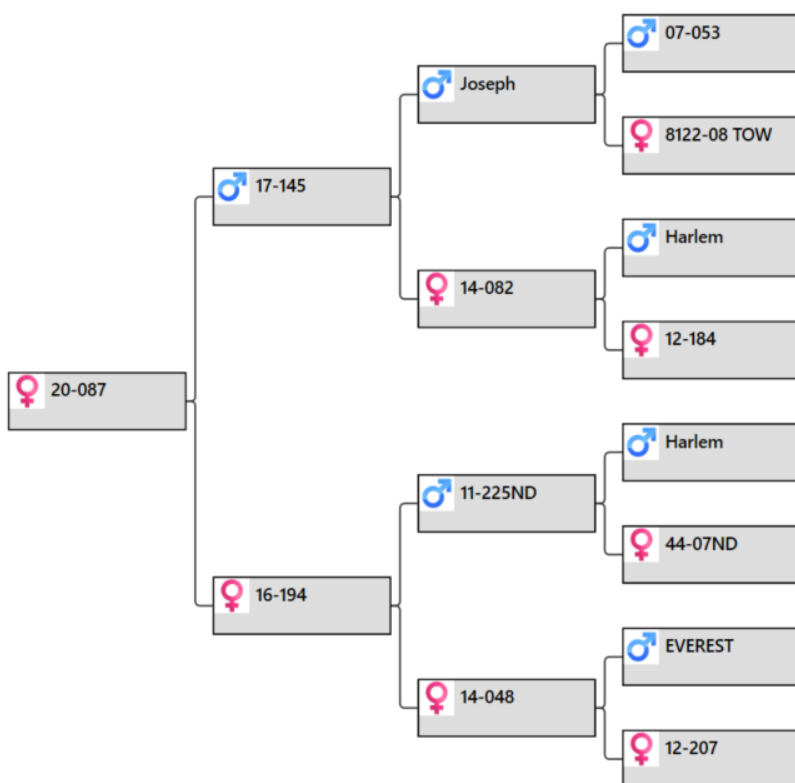 07-053
Joseph
8122-08 TOW
17-145
Harlem
14-082
12-184
20-087
Harlem
11-225ND
44-07ND
16-194
EVEREST
14-048
12-207